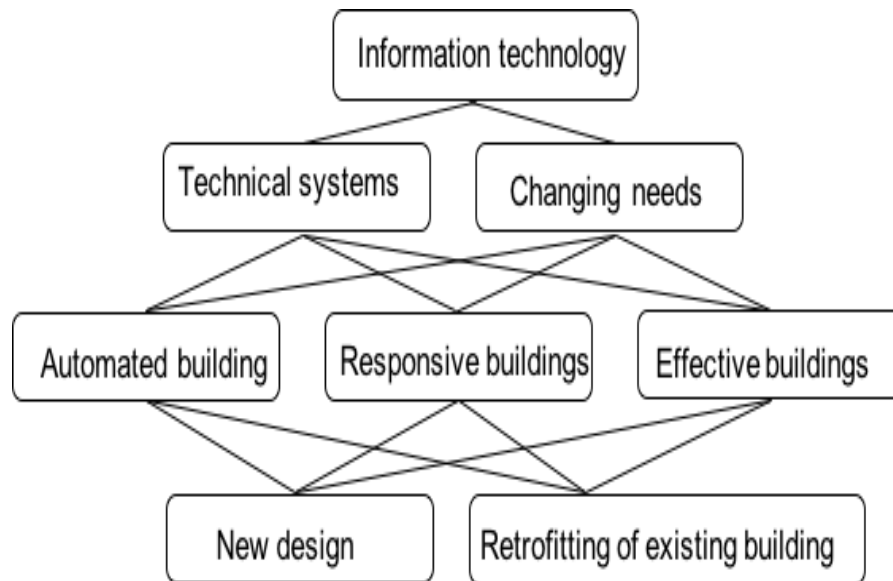 Information technology
Technical systems
Changing needs
Automated building
Responsive buildings
Effective buildings
New design
Retrofitting of existing building